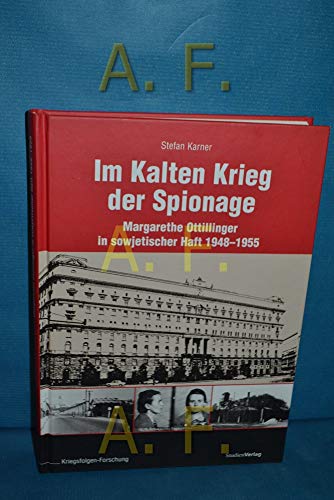 A. F.
Stefan Karner
Im Kalten Krieg
der Spionage
Margarethe Ottillinger
in sowjetischer Haft 1948–1955
A. F.
A. F.
Kriegsfolgen-Forschung
StudienVerlag